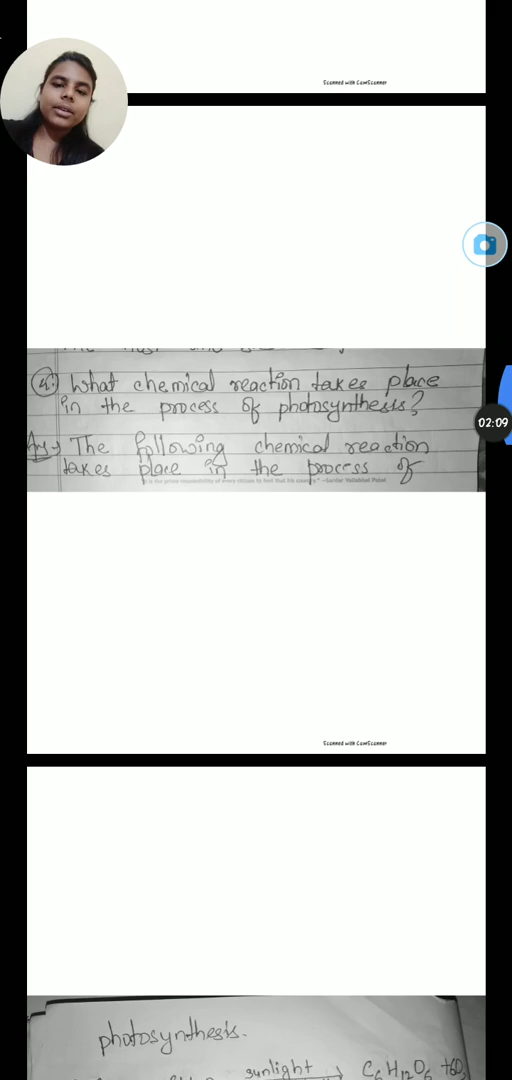 Scanned with CamScanner
4. What chemical reaction takes place
in the process of photosynthesis?
Ans→ The following chemical reaction
takes place in the process of
It is the prime responsibility of every citizen to feel that his country." –Sardar Vallabhai Patel
02:09
Scanned with CamScanner
photosynthesis.
sunlight → C6H12O6 +6O2